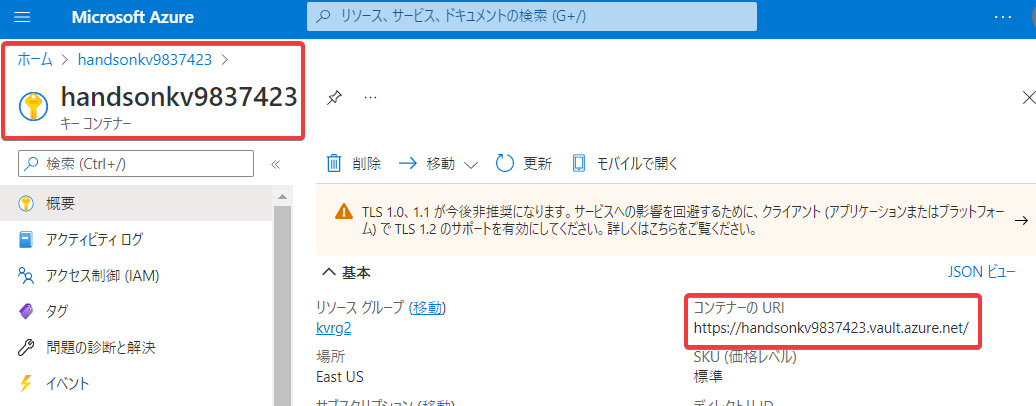 Microsoft Azure
リソース、サービス、ドキュメントの検索 (G+/)
ホーム > handsonkv9837423 >
handsonkv9837423
キー コンテナー
検索 (Ctrl+/)
削除 移動 更新 モバイルで開く
概要
アクティビティ ログ
アクセス制御 (IAM)
タグ
問題の診断と解決
イベント
TLS 1.0、1.1 が今後非推奨になります。サービスへの影響を回避するために、クライアント (アプリケーションまたはプラットフォー
ム) で TLS 1.2 のサポートを有効にしてください。詳しくはこちらをご覧ください。
基本
JSON ビュー
リソース グループ (移動)
kvrg2
場所
East US
サブスクリプション (移動)
コンテナーの URI
https://handsonkv9837423.vault.azure.net/
SKU (価格レベル)
標準
ディレクトリ ID